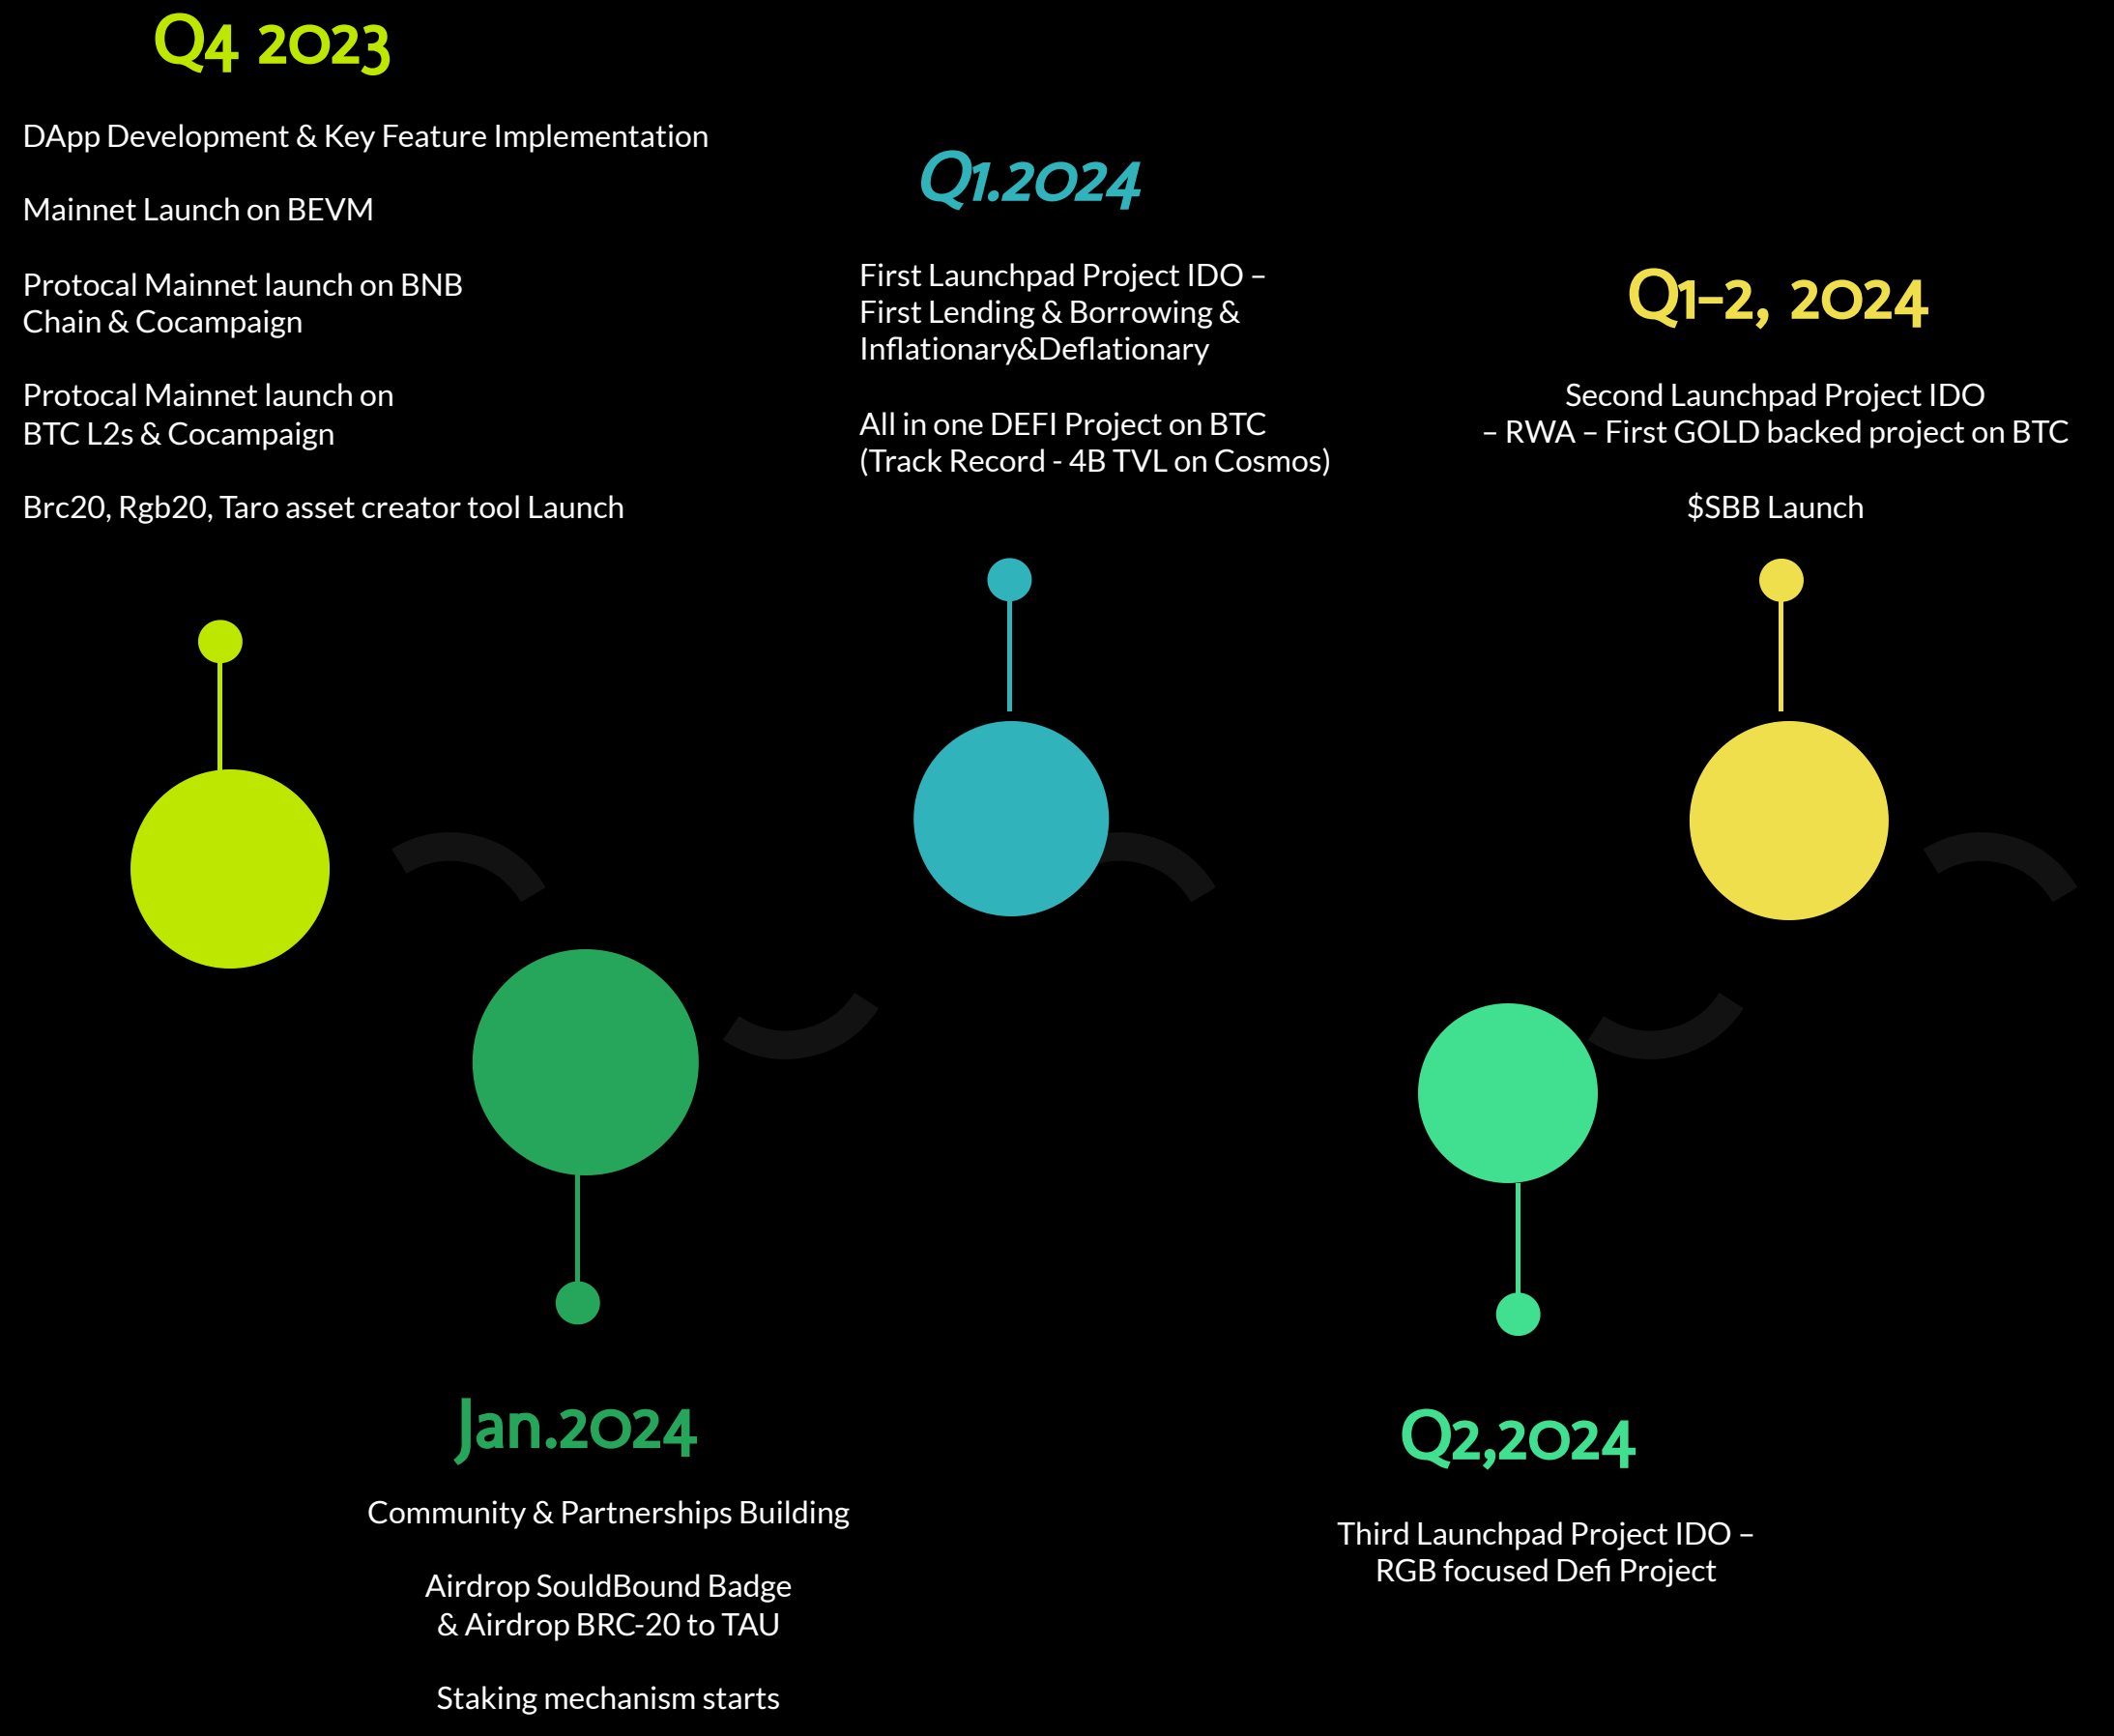 Q4 2023
DApp Development & Key Feature Implementation
Mainnet Launch on BEVM
Protocal Mainnet launch on BNB
Chain & Cocampaign
Protocal Mainnet launch on
BTC L2s & Cocampaign
Brc20, Rgb20, Taro asset creator tool Launch
Jan.2024
Community & Partnerships Building
Airdrop SouldBound Badge
& Airdrop BRC-20 to TAU
Staking mechanism starts
Q1.2024
First Launchpad Project IDO –
First Lending & Borrowing &
Inflationary&Deflationary
All in one DEFI Project on BTC
(Track Record - 4B TVL on Cosmos)
Q1-2, 2024
Second Launchpad Project IDO
– RWA – First GOLD backed project on BTC
$SBB Launch
Q2,2024
Third Launchpad Project IDO –
RGB focused Defi Project